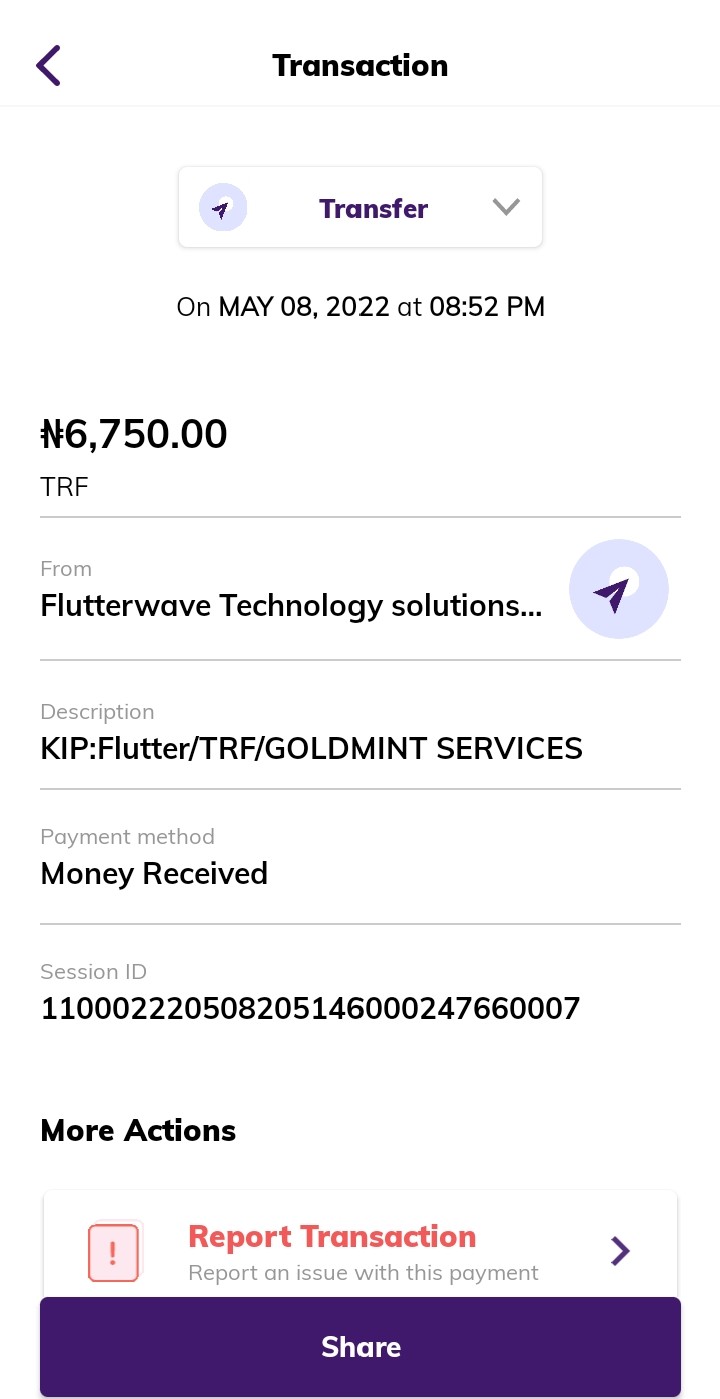 Transaction
Transfer
On MAY 08, 2022 at 08:52 PM
₦6,750.00
TRF
From
Flutterwave Technology solutions...
Description
KIP:Flutter/TRF/GOLDMINT SERVICES
Payment method
Money Received
Session ID
110002220508205146000247660007
More Actions
Report Transaction
Report an issue with this payment
Share